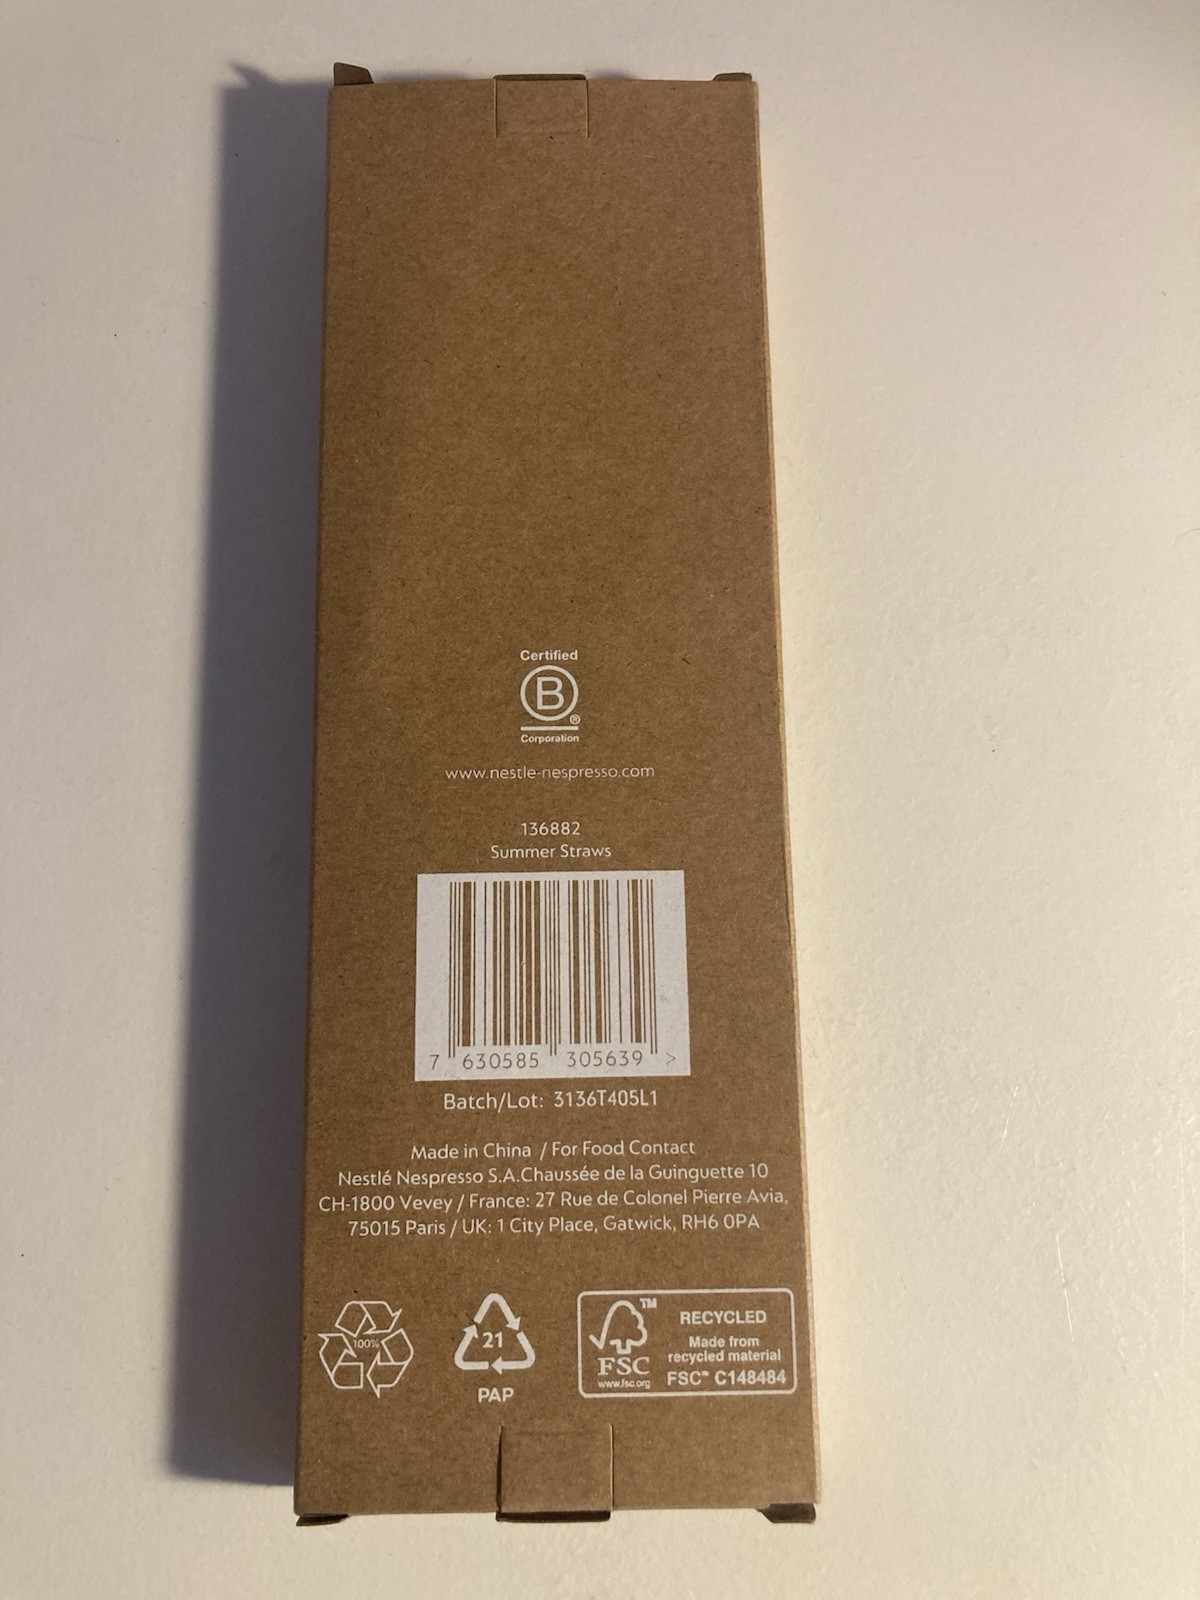 Certified
B
®
Corporation
www.nestle-nespresso.com
136882
Summer Straws
7 630585 305639 >
Batch/Lot: 3136T405L1
Made in China / For Food Contact
Nestlé Nespresso S.A.Chaussée de la Guinguette 10
CH-1800 Vevey / France: 27 Rue de Colonel Pierre Avia,
75015 Paris / UK: 1 City Place, Gatwick, RH6 0PA
100%
21
PAP
TM
FSC
www.fsc.org
RECYCLED
Made from
recycled material
FSC™ C148484